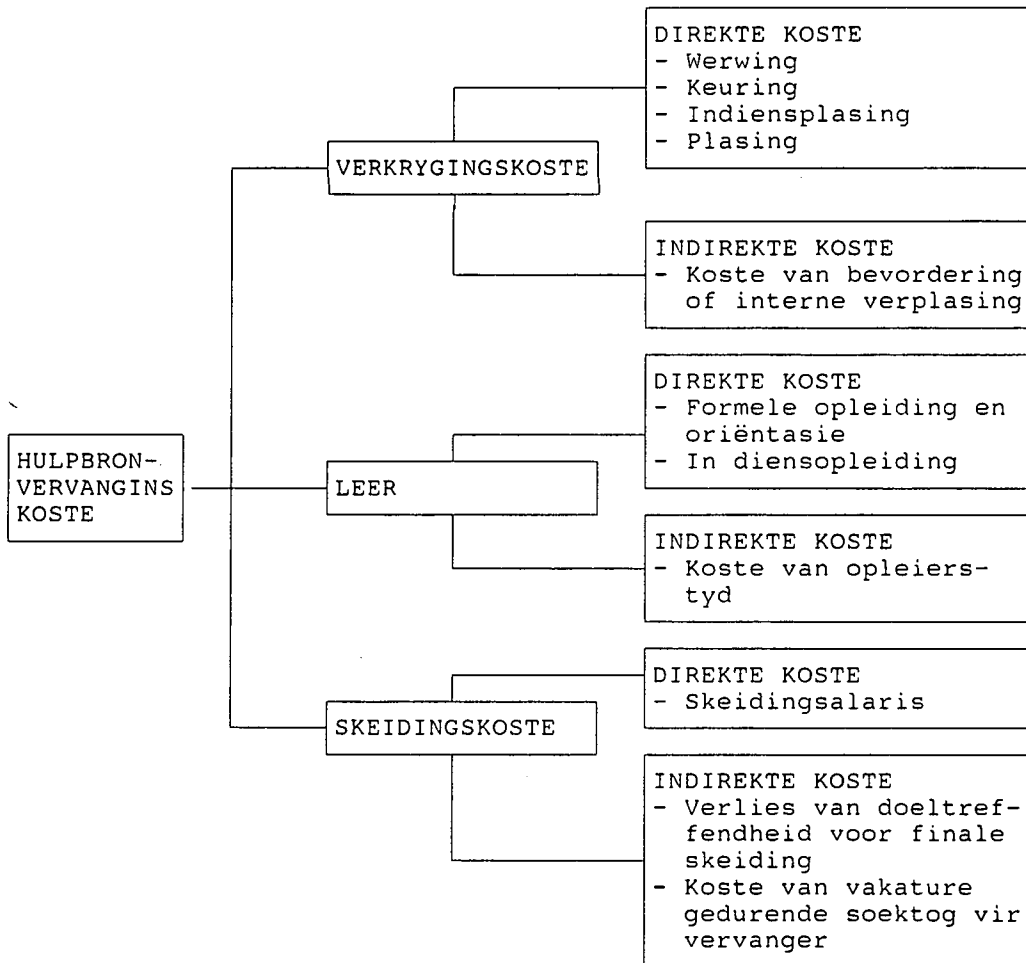 DIREKTE KOSTE
- Werwing
- Keuring
- Indiensplasing
- Plasing
VERKRYGINGSKOSTE
INDIREKTE KOSTE
- Koste van bevordering
of interne verplasing
DIREKTE KOSTE
- Formele opleiding en
oriëntasie
- In diensopleiding
HULPBRON-
VERVANGINS
KOSTE
LEER
INDIREKTE KOSTE
- Koste van opleiers-
tyd
DIREKTE KOSTE
- Skeidingsalaris
SKEIDINGSKOSTE
INDIREKTE KOSTE
- Verlies van doeltref-
fendheid voor finale
skeiding
- Koste van vakature
gedurende soektog vir
vervanger